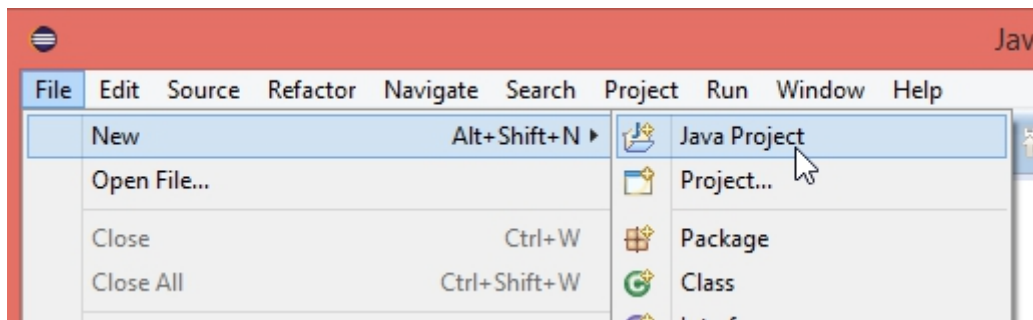 Jav
File Edit Source Refactor Navigate Search Project Run Window Help
New Alt+Shift+N
Java Project
Open File...
Project...
Close Ctrl+W
Package
Close All Ctrl+Shift+W
Class